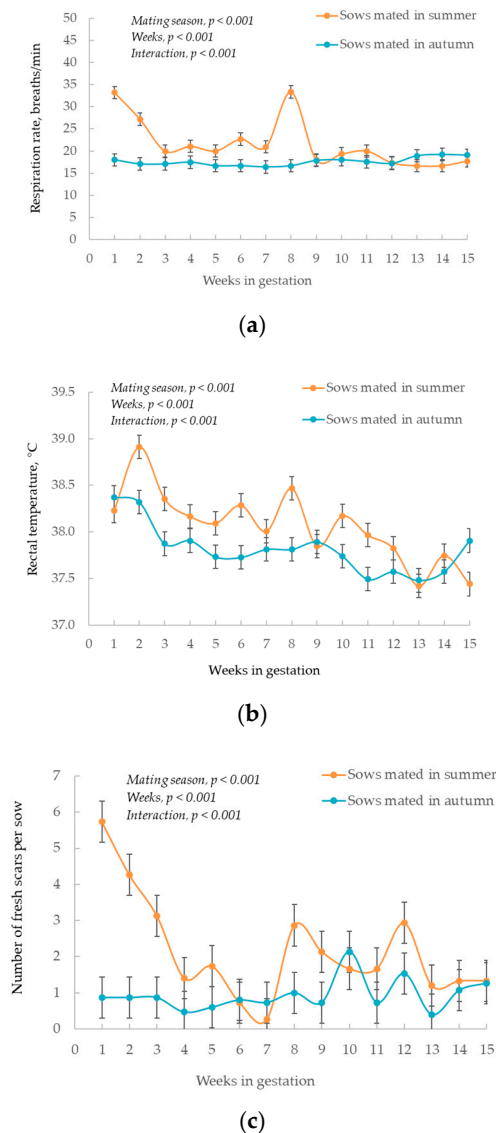 Mating season, p < 0.001
Weeks, p < 0.001
Interaction, p < 0.001
Sows mated in summer
Sows mated in autumn
Respiration rate, breaths/min
50
45
40
35
30
25
20
15
10
5
0
0 1 2 3 4 5 6 7 8 9 10 11 12 13 14 15
Weeks in gestation
(a)
Mating season, p < 0.001
Weeks, p < 0.001
Interaction, p < 0.001
Sows mated in summer
Sows mated in autumn
Rectal temperature, °C
39.5
39.0
38.5
38.0
37.5
37.0
0 1 2 3 4 5 6 7 8 9 10 11 12 13 14 15
Weeks in gestation
(b)
Mating season, p < 0.001
Weeks, p < 0.001
Interaction, p < 0.001
Sows mated in summer
Sows mated in autumn
Number of fresh scars per sow
7
6
5
4
3
2
1
0
0 1 2 3 4 5 6 7 8 9 10 11 12 13 14 15
Weeks in gestation
(c)